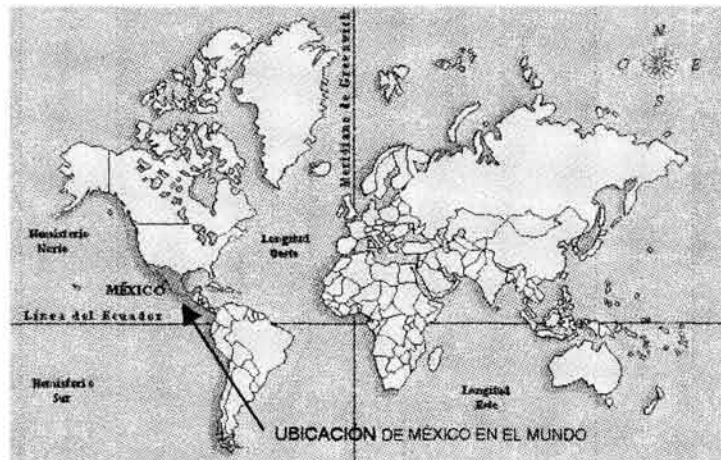 N
O E
S
Meridiano de Greenwich
Hemisferio
Norte
Longitud
Oeste
MÉXICO
Línea del Ecuador
Hemisferio
Sur
Longitud
Este
UBICACION DE MÉXICO EN EL MUNDO